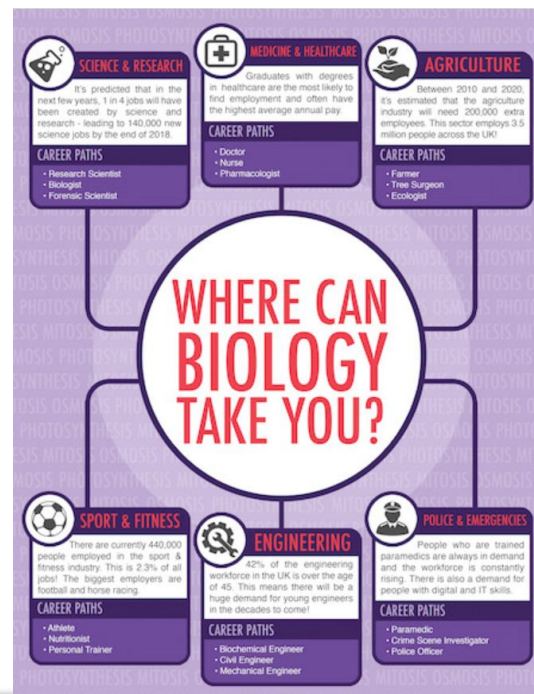 SCIENCE & RESEARCH
It's predicted that in the
next few years, 1 in 4 jobs will have
been created by science and
research - leading to 140,000 new
science jobs by the end of 2018.
CAREER PATHS
• Research Scientist
• Biologist
• Forensic Scientist
MEDICINE & HEALTHCARE
Graduates with degrees
in healthcare are the most likely to
find employment and often have
the highest average annual pay.
CAREER PATHS
• Doctor
• Nurse
• Pharmacologist
AGRICULTURE
Between 2010 and 2020,
it's estimated that the agriculture
industry will need 200,000 extra
employees. This sector employs 3.5
million people across the UK!
CAREER PATHS
• Farmer
• Tree Surgeon
• Ecologist
WHERE CAN
BIOLOGY
TAKE YOU?
SPORT & FITNESS
There are currently 440,000
people employed in the sport &
fitness industry. This is 2.3% of all
jobs! The biggest employers are
football and horse racing.
CAREER PATHS
• Athlete
• Nutritionist
• Personal Trainer
ENGINEERING
42% of the engineering
workforce in the UK is over the age
of 45. This means there will be a
huge demand for young engineers
in the decades to come!
CAREER PATHS
• Biochemical Engineer
• Civil Engineer
• Mechanical Engineer
POLICE & EMERGENCIES
People who are trained
paramedics are always in demand
and the workforce is constantly
rising. There is also a demand for
people with digital and IT skills.
CAREER PATHS
• Paramedic
• Crime Scene Investigator
• Police Officer